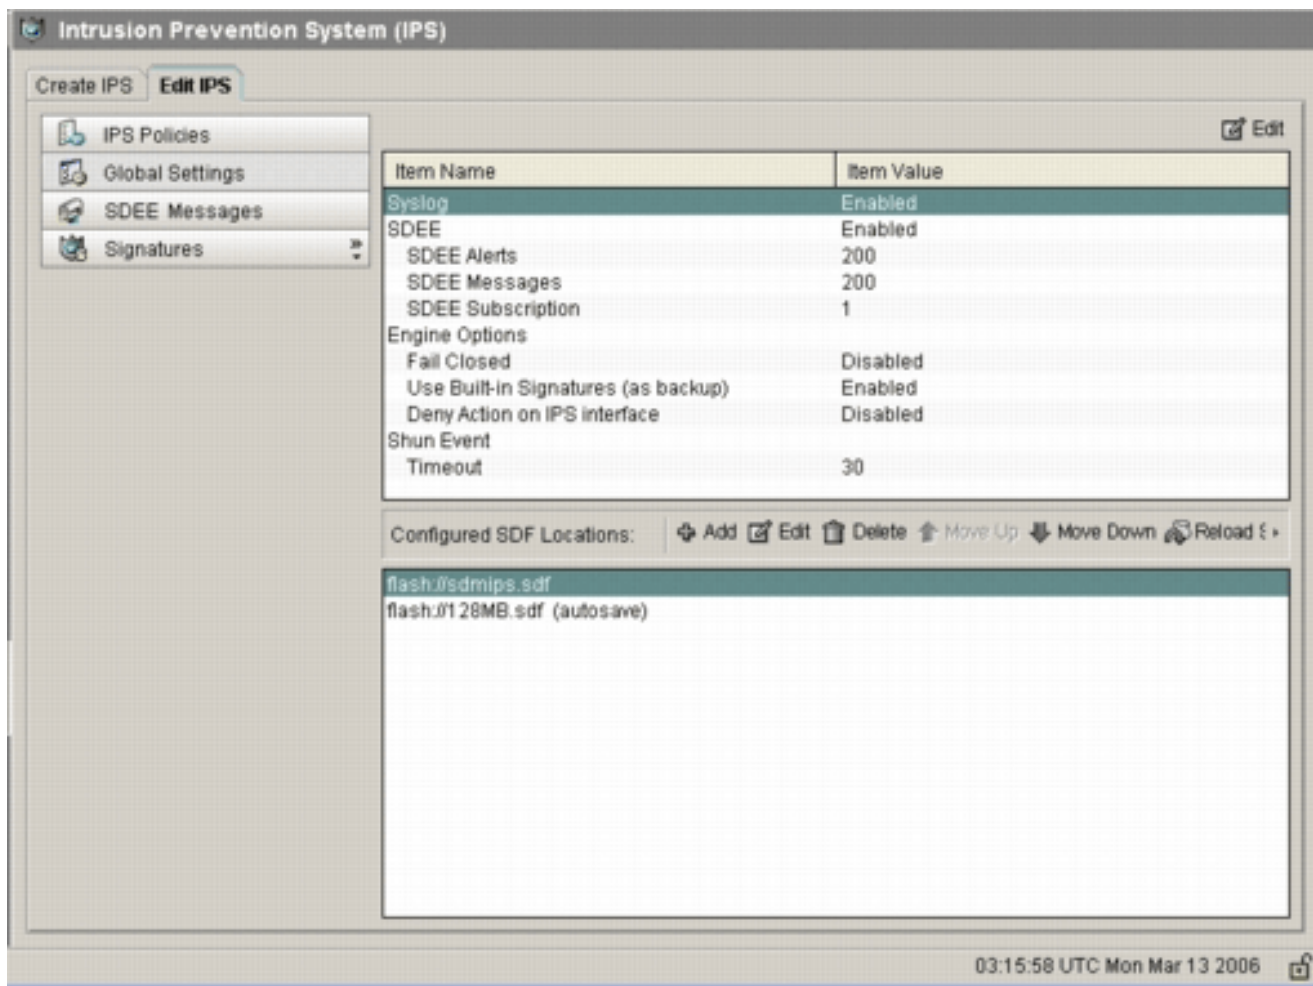 Intrusion Prevention System (IPS)
Create IPS Edit IPS
IPS Policies
Global Settings
SDEE Messages
Signatures
Edit
Item Name Item Value
Syslog Enabled
SDEE Enabled
SDEE Alerts 200
SDEE Messages 200
SDEE Subscription 1
Engine Options
Fail Closed Disabled
Use Built-in Signatures (as backup) Enabled
Deny Action on IPS interface Disabled
Shun Event
Timeout 30
Configured SDF Locations: Add Edit Delete Move Up Move Down Reload S
flash://sdmips.sdf
flash://128MB.sdf (autosave)
03:15:58 UTC Mon Mar 13 2006